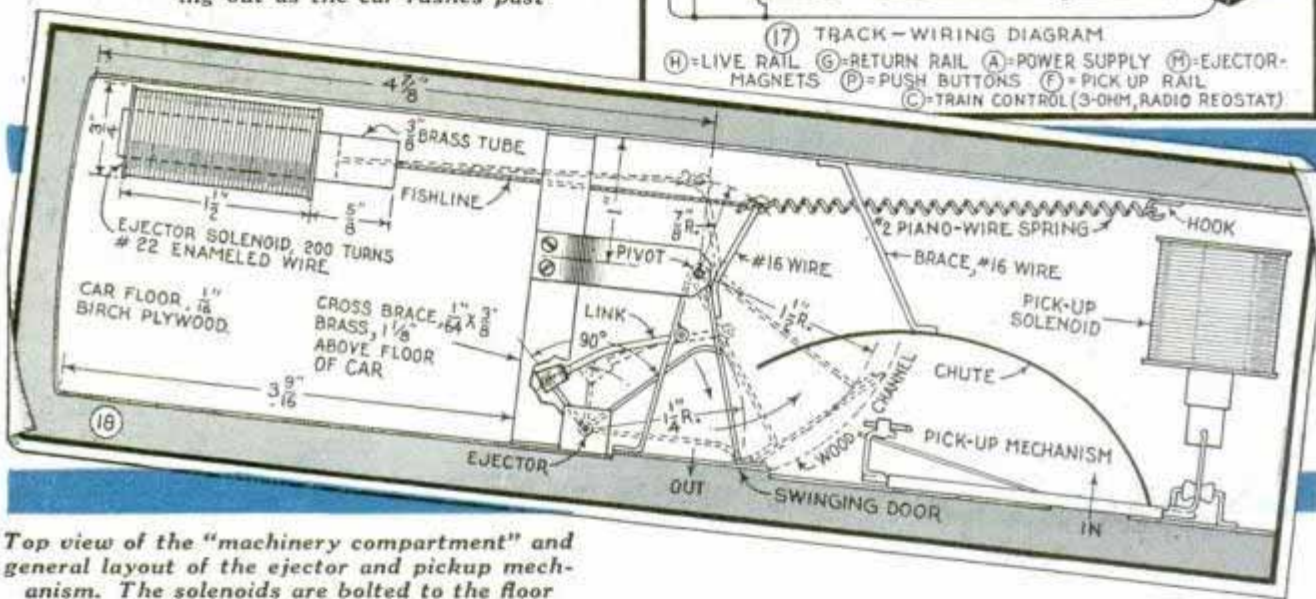 ing out as the car rushes past
17 TRACK-WIRING DIAGRAM
H=LIVE RAIL G=RETURN RAIL A=POWER SUPPLY M=EJECTOR-
MAGNETS P=PUSH BUTTONS F=PICK UP RAIL
C=TRAIN CONTROL (3-OHM, RADIO REOSTAT)
4 7/8"
3/4"
3/8" BRASS TUBE
FISHLINE
1 1/2"
5/8"
EJECTOR SOLENOID, 200 TURNS
#22 ENAMELED WIRE
7/8" R.
#2 PIANO-WIRE SPRING
HOOK
PIVOT
#16 WIRE
BRACE, #16 WIRE
PICK-UP
SOLENOID
CAR FLOOR, 1/16"
BIRCH PLYWOOD
CROSS BRACE, 1/64" X 3/8"
BRASS, 1 1/8"
ABOVE FLOOR
OF CAR
LINK
90°
1 1/2" R.
1 1/4" R.
CHANNEL
WOOD
CHUTE
PICK-UP MECHANISM
3 9/16"
18
EJECTOR
OUT
SWINGING DOOR
IN
Top view of the "machinery compartment" and
general layout of the ejector and pickup mech-
anism. The solenoids are bolted to the floor